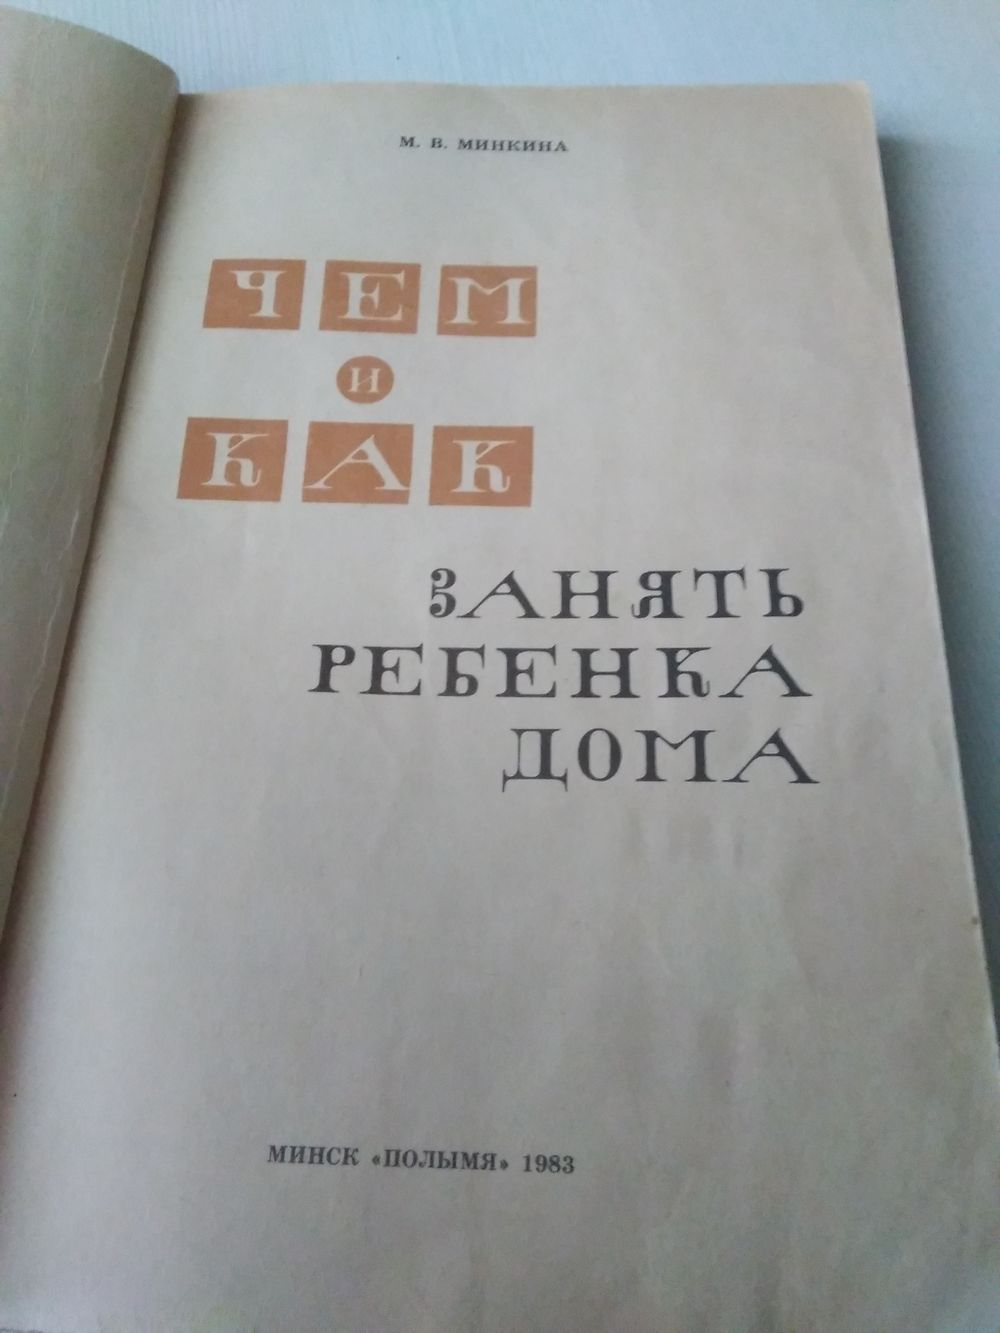 М. В. МИНКИНА
ЧЕМ
И
КАК
ЗАНЯТЬ
РЕБЕНКА
ДОМА
МИНСК «ПОЛЫМЯ» 1983